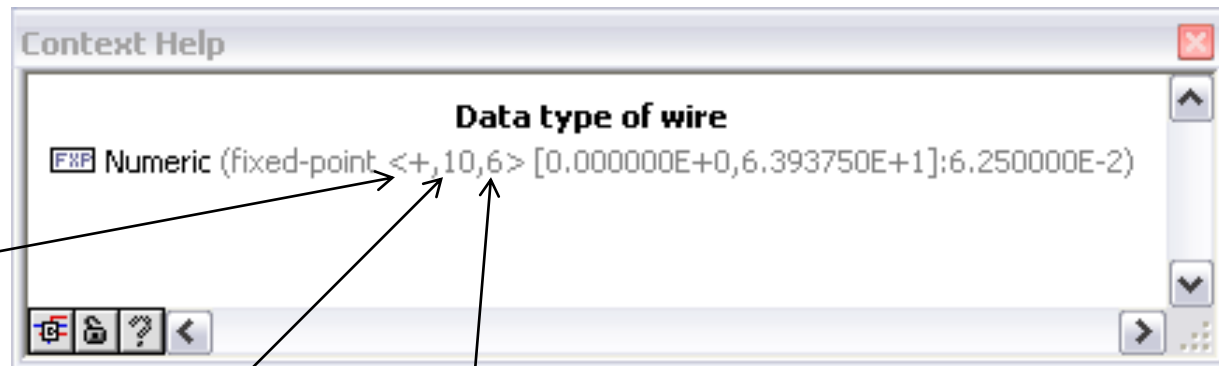 Context Help
Data type of wire
FXP Numeric (fixed-point <+,10,6> [0.000000E+0,6.393750E+1]:6.250000E-2)
?